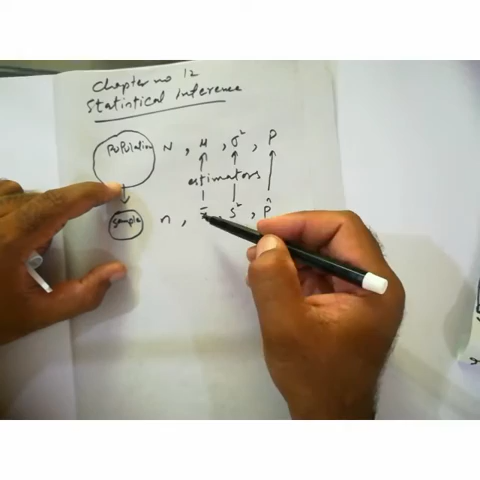 Chapter no 12
Statistical Inference
Population N , μ , σ² , P
estimators
Sample n , x̄ , s² , p̂